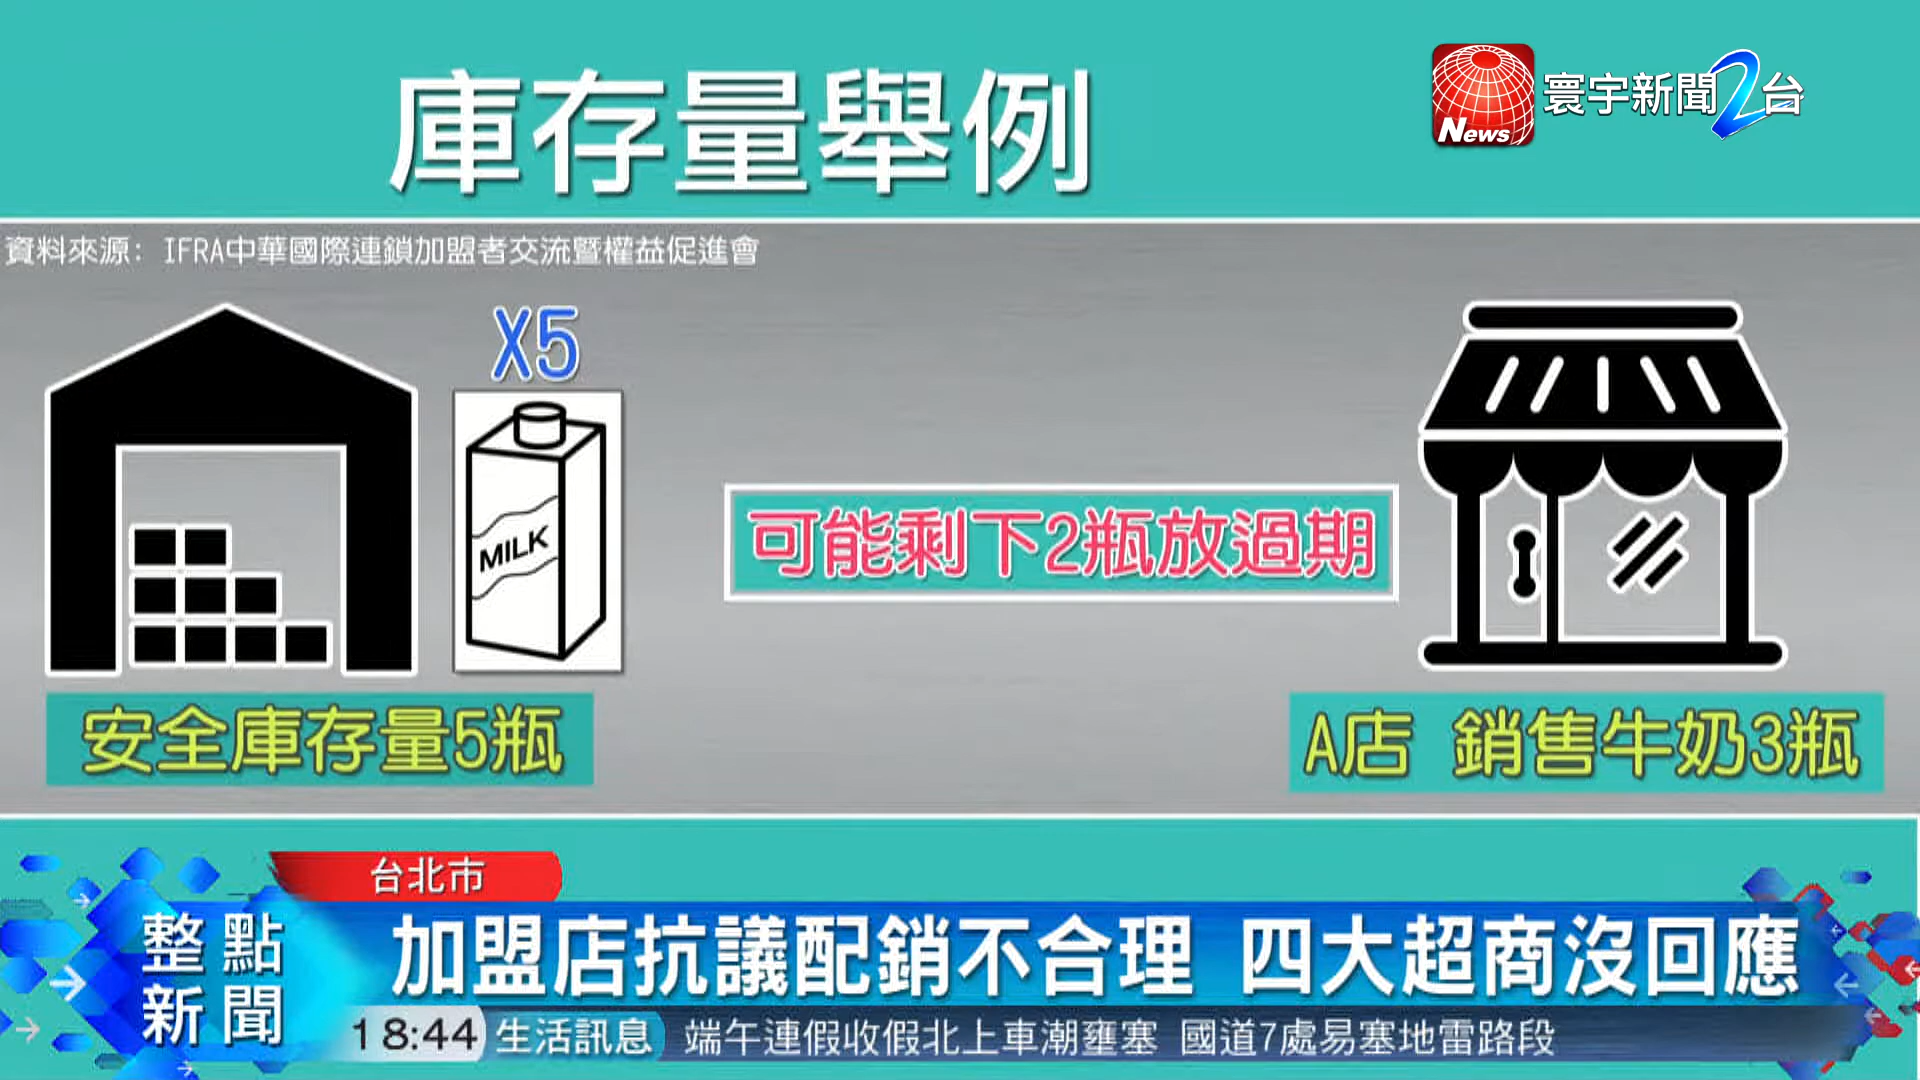 庫存量舉例
News
寰宇新聞2台
資料來源: IFRA中華國際連鎖加盟者交流暨權益促進會
X5
MILK
可能剩下2瓶放過期
安全庫存量5瓶
A店 銷售牛奶3瓶
台北市
整點
新聞
加盟店抗議配銷不合理 四大超商沒回應
18:44
生活訊息
端午連假收假北上車潮壅塞 國道7處易塞地雷路段